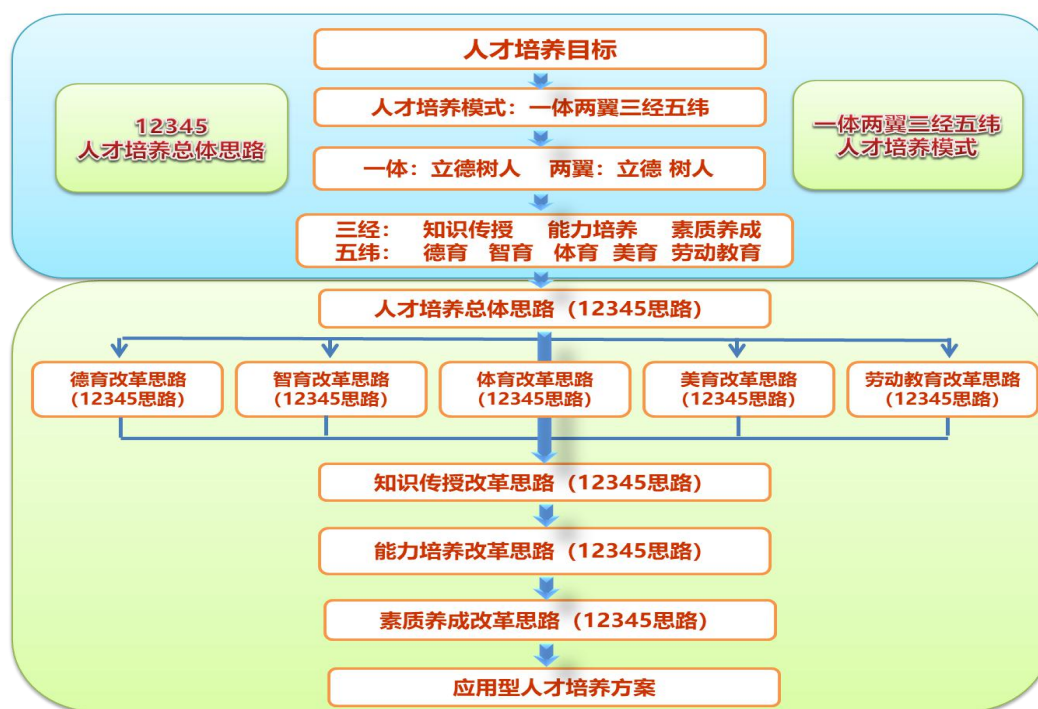 人才培养目标
12345
人才培养总体思路
人才培养模式：一体两翼三经五纬
一体两翼三经五纬
人才培养模式
一体：立德树人 两翼：立德 树人
三经： 知识传授 能力培养 素质养成
五纬： 德育 智育 体育 美育 劳动教育
人才培养总体思路（12345思路）
德育改革思路
（12345思路）
智育改革思路
（12345思路）
体育改革思路
（12345思路）
美育改革思路
（12345思路）
劳动教育改革思路
（12345思路）
知识传授改革思路（12345思路）
能力培养改革思路（12345思路）
素质养成改革思路（12345思路）
应用型人才培养方案